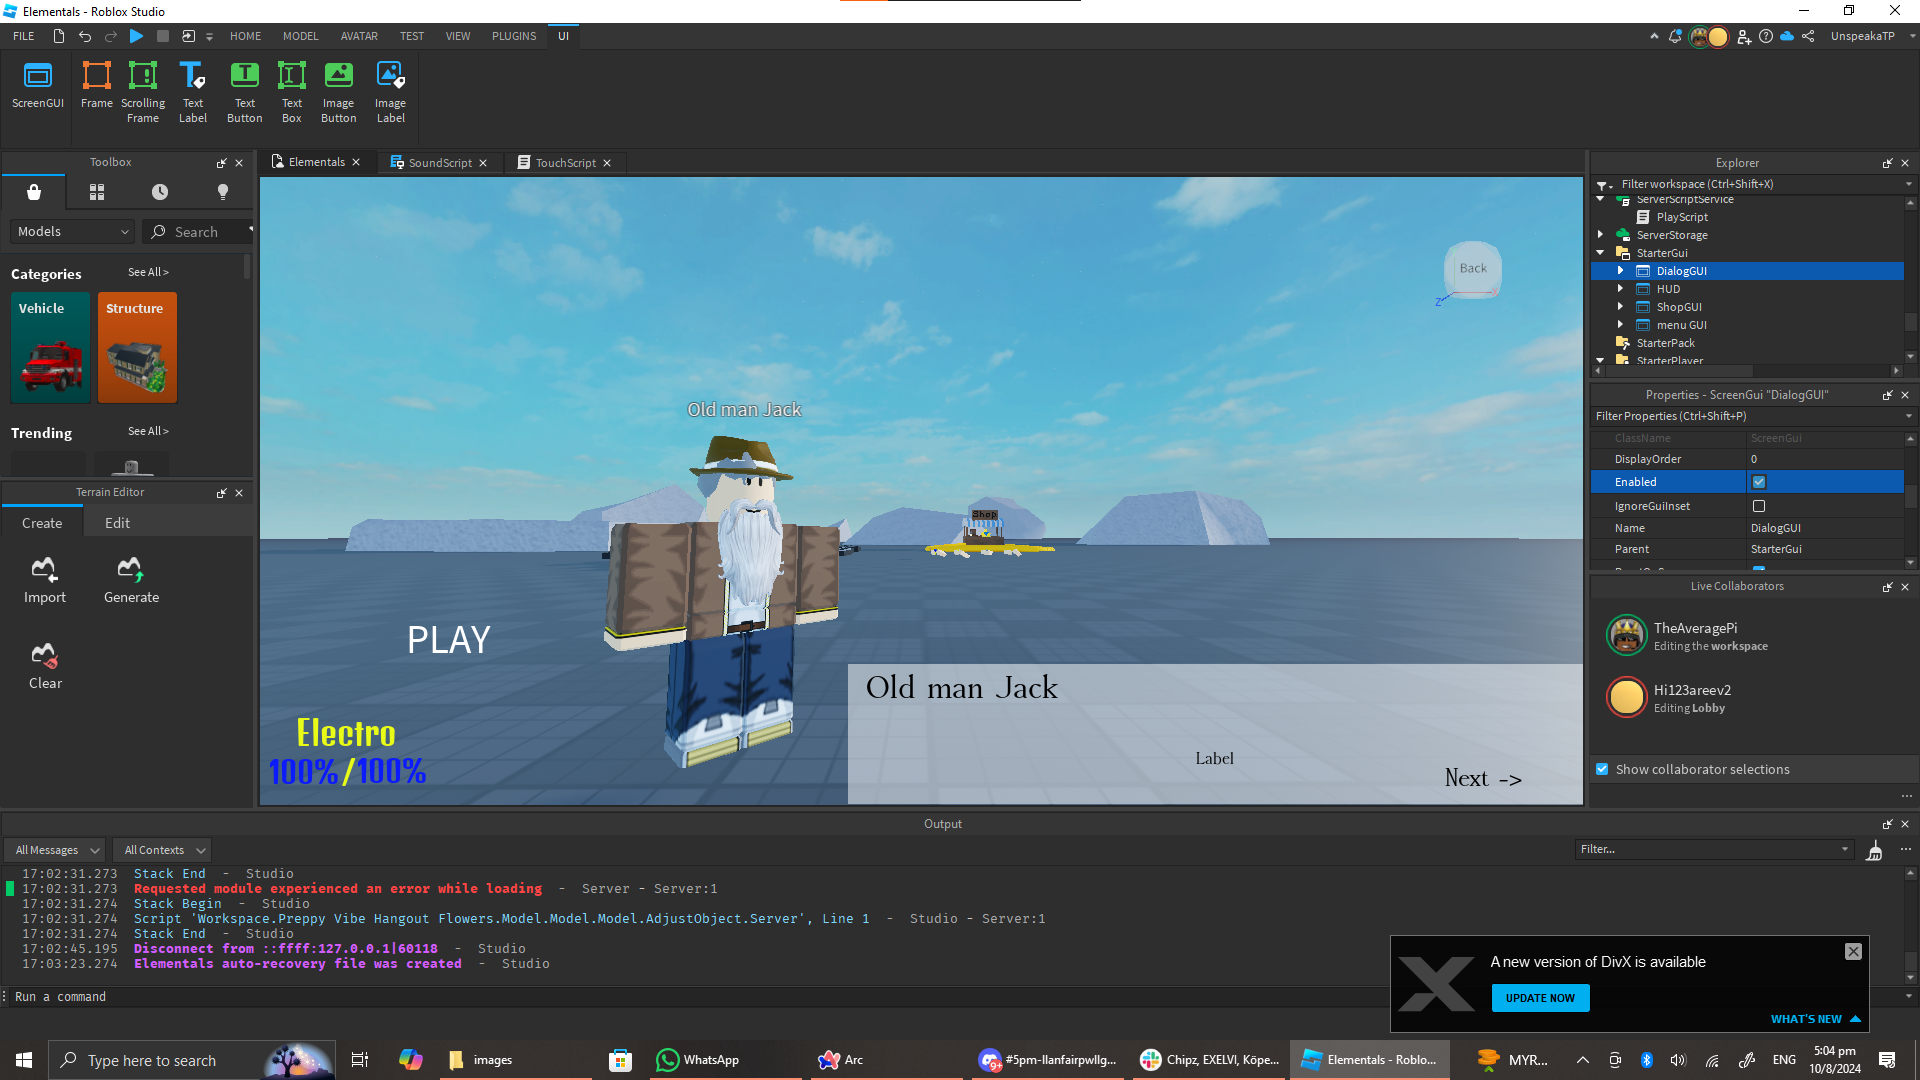 Elementals - Roblox Studio
FILE HOME MODEL AVATAR TEST VIEW PLUGINS UI UnspeakaTP
ScreenGUI Frame Scrolling Frame Text Label Text Button Text Box Image Button Image Label
Toolbox
Models Search
Categories See All >
Vehicle Structure
Trending See All >
Terrain Editor
Create Edit
Import Generate
Clear
Elementals SoundScript TouchScript
Back
Z
Old man Jack
Shop
PLAY
Electro
100%/100%
Old man Jack
Label
Next ->
Explorer
Filter workspace (Ctrl+Shift+X)
ServerScriptService
PlayScript
ServerStorage
StarterGui
DialogGUI
HUD
ShopGUI
menu GUI
StarterPack
StarterPlayer
Properties - ScreenGui "DialogGUI"
Filter Properties (Ctrl+Shift+P)
ClassName ScreenGui
DisplayOrder 0
Enabled
IgnoreGuiInset
Name DialogGUI
Parent StarterGui
Live Collaborators
TheAveragePi
Editing the workspace
Hi123areev2
Editing Lobby
Show collaborator selections
Output
All Messages All Contexts Filter...
17:02:31.273 Stack End - Studio
17:02:31.273 Requested module experienced an error while loading - Server - Server:1
17:02:31.274 Stack Begin - Studio
17:02:31.274 Script 'Workspace.Preppy Vibe Hangout Flowers.Model.Model.Model.AdjustObject.Server', Line 1 - Studio - Server:1
17:02:31.274 Stack End - Studio
17:02:45.195 Disconnect from ::ffff:127.0.0.1|60118 - Studio
17:03:23.274 Elementals auto-recovery file was created - Studio
Run a command
A new version of DivX is available
UPDATE NOW
WHAT'S NEW
Type here to search images WhatsApp Arc #5pm-llanfairpwllg... Chipz, EXELVI, Köpe... Elementals - Roblo... MYR... ENG
5:04 pm
10/8/2024